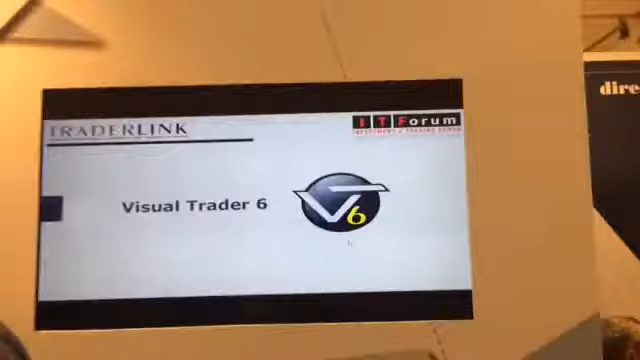 TRADERLINK
ITForum
INVESTMENT & TRADING FORUM
Visual Trader 6
V6
dire